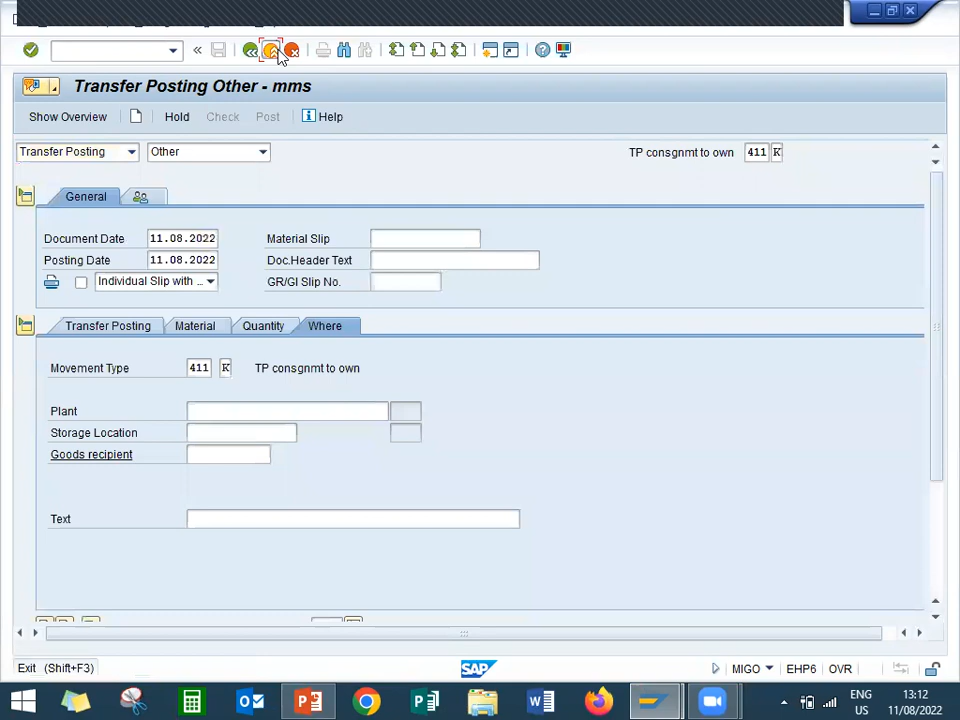 Transfer Posting Other - mms
Show Overview Hold Check Post Help
Transfer Posting Other TP consgnmt to own 411 K
General
Document Date 11.08.2022 Material Slip
Posting Date 11.08.2022 Doc.Header Text
Individual Slip with ... GR/GI Slip No.
Transfer Posting Material Quantity Where
Movement Type 411 K TP consgnmt to own
Plant
Storage Location
Goods recipient
Text
Exit (Shift+F3) SAP MIGO EHP6 OVR
ENG 13:12
US 11/08/2022